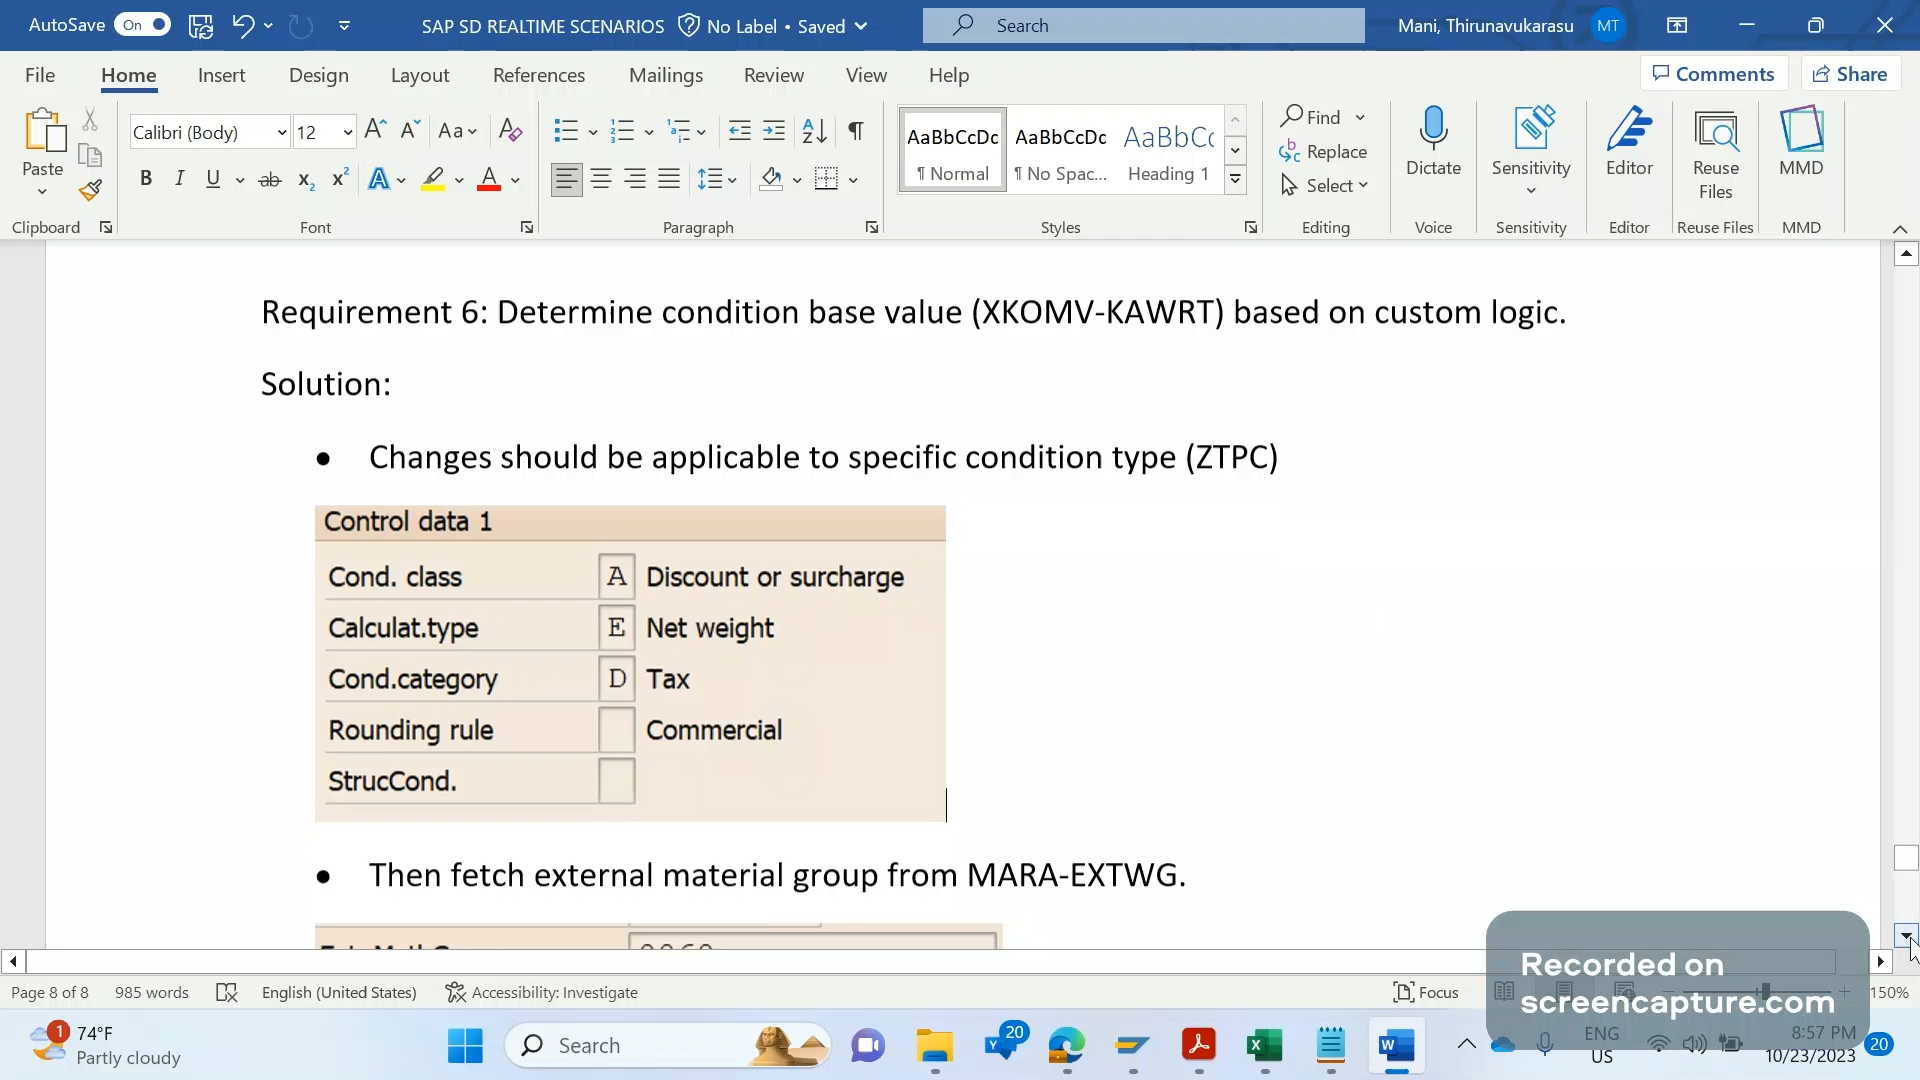 AutoSave On SAP SD REALTIME SCENARIOS No Label • Saved Search Mani, Thirunavukarasu MT
File Home Insert Design Layout References Mailings Review View Help Comments Share
Calibri (Body) 12 Aa
Paste
B I U ab x2 x2 A A
AaBbCcDc AaBbCcDc AaBbCc
¶ Normal ¶ No Spac... Heading 1
Find
Replace
Select
Dictate
Sensitivity
Editor
Reuse
Files
MMD
Clipboard Font Paragraph Styles Editing Voice Sensitivity Editor Reuse Files MMD
Requirement 6: Determine condition base value (XKOMV-KAWRT) based on custom logic.
Solution:
• Changes should be applicable to specific condition type (ZTPC)
Control data 1
Cond. class A Discount or surcharge
Calculat.type E Net weight
Cond.category D Tax
Rounding rule Commercial
StrucCond.
• Then fetch external material group from MARA-EXTWG.
Recorded on
screencapture.com
Page 8 of 8 985 words English (United States) Accessibility: Investigate Focus 150%
1 74°F
Partly cloudy
Search
20
ENG
US
8:57 PM
10/23/2023
20